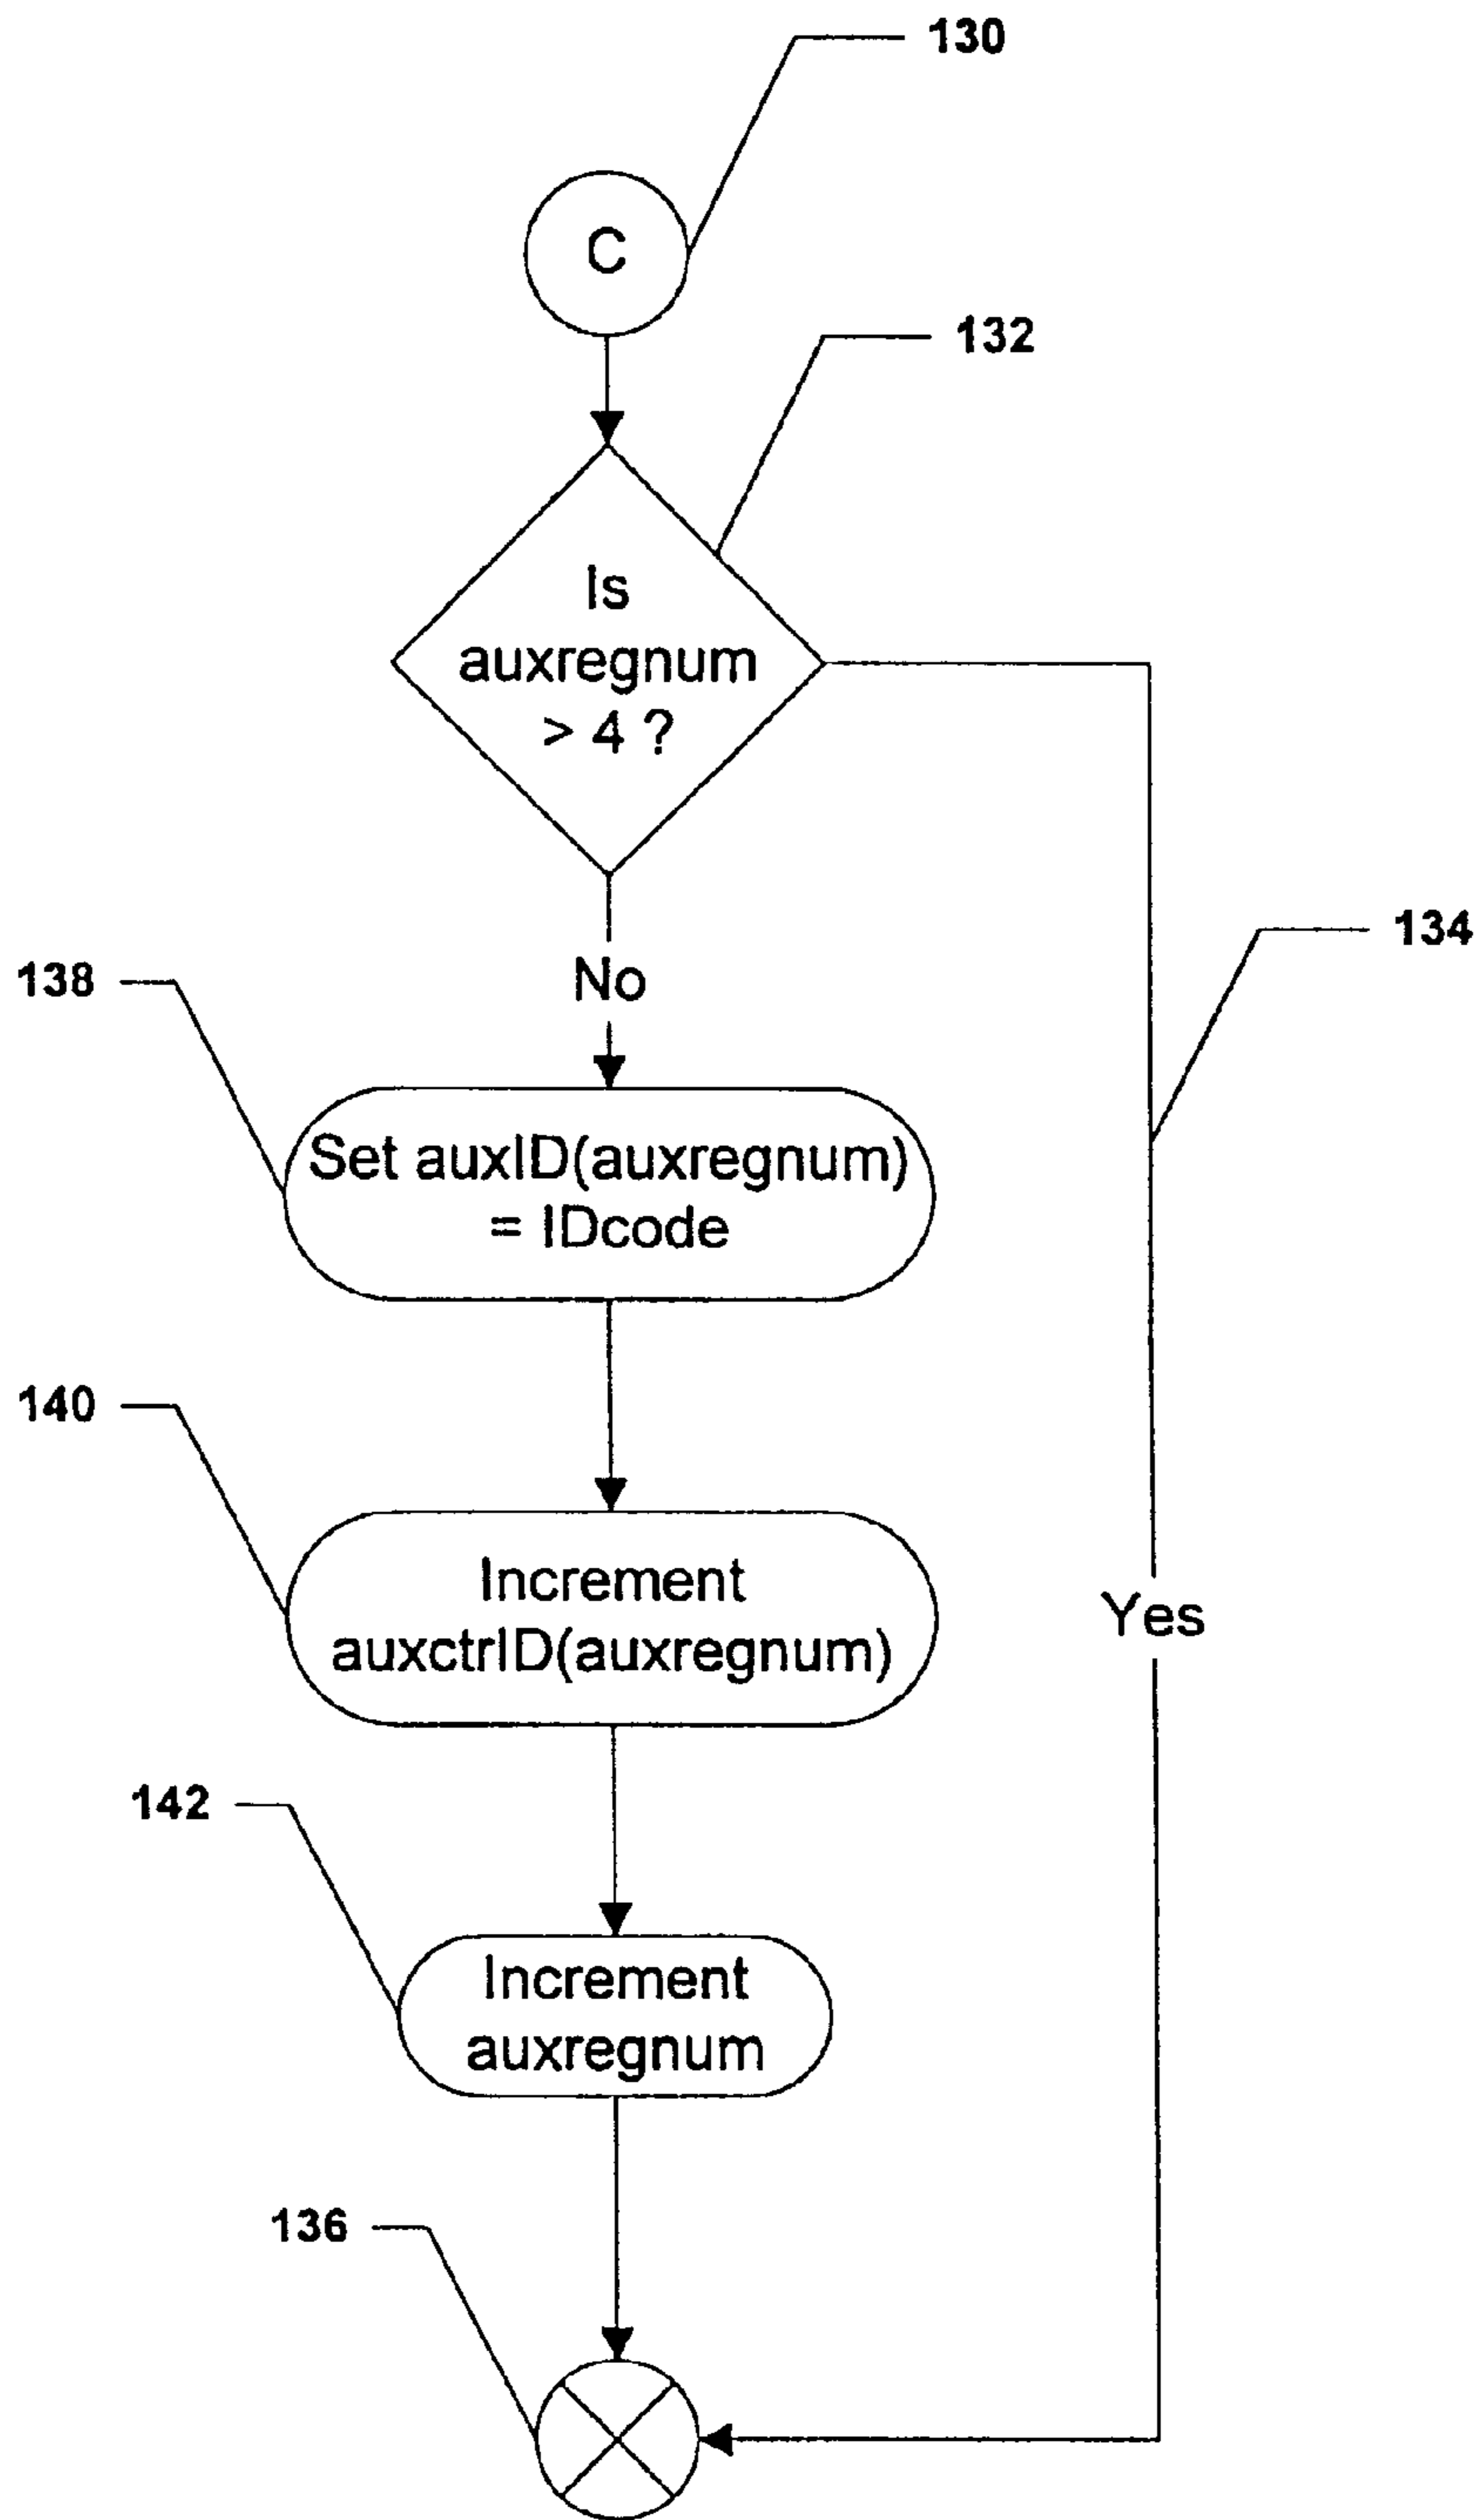 130
C
132
Is
auxregnum
> 4 ?
134
No
138
Set auxID(auxregnum)
= IDcode
140
Increment
auxctrID(auxregnum)
Yes
142
Increment
auxregnum
136